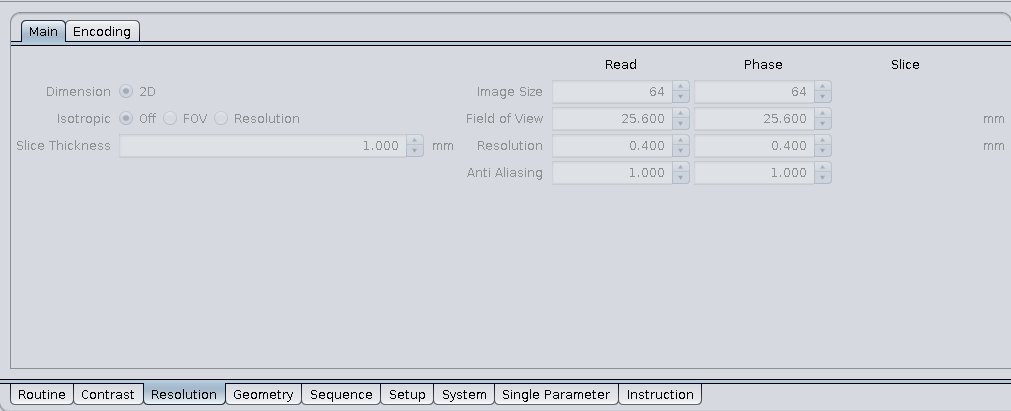 Main Encoding
Read Phase Slice
Dimension 2D Image Size 64 64
Isotropic Off FOV Resolution Field of View 25.600 25.600 mm
Slice Thickness 1.000 mm Resolution 0.400 0.400 mm
Anti Aliasing 1.000 1.000
Routine Contrast Resolution Geometry Sequence Setup System Single Parameter Instruction